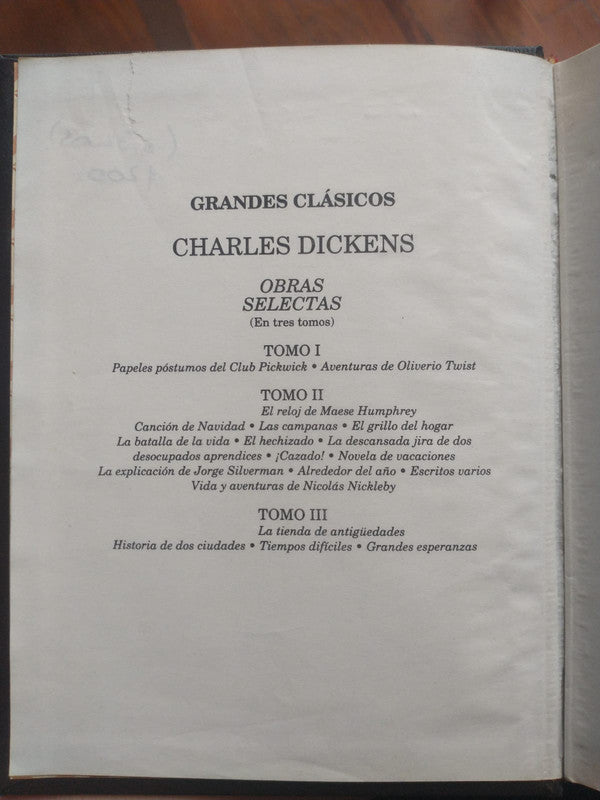 GRANDES CLÁSICOS
CHARLES DICKENS
OBRAS
SELECTAS
(En tres tomos)
TOMO I
Papeles póstumos del Club Pickwick • Aventuras de Oliverio Twist
TOMO II
El reloj de Maese Humphrey
Canción de Navidad • Las campanas • El grillo del hogar
La batalla de la vida • El hechizado • La descansada jira de dos
desocupados aprendices • ¡Cazado! • Novela de vacaciones
La explicación de Jorge Silverman • Alrededor del año • Escritos varios
Vida y aventuras de Nicolás Nickleby
TOMO III
La tienda de antigüedades
Historia de dos ciudades • Tiempos difíciles • Grandes esperanzas